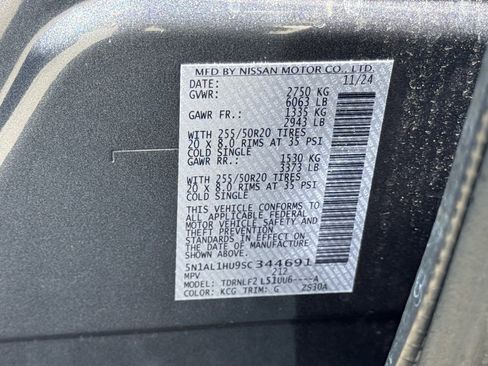 MFD BY NISSAN MOTOR CO., LTD.
DATE: 11/24
GVWR: 2750 KG
6063 LB
GAWR FR.: 1335 KG
2943 LB
WITH 255/50R20 TIRES
20 x 8.0 RIMS AT 35 PSI
COLD SINGLE
GAWR RR.: 1530 KG
3373 LB
WITH 255/50R20 TIRES
20 x 8.0 RIMS AT 35 PSI
COLD SINGLE
THIS VEHICLE CONFORMS TO
ALL APPLICABLE FEDERAL
MOTOR VEHICLE SAFETY AND
THEFT PREVENTION
STANDARDS IN EFFECT ON
THE DATE OF MANUFACTURE
SHOWN ABOVE.
5N1AL1HU9SC344691
MPV 212
TYPE: TDRNLF2 L51UU6----A
COLOR: KCG TRIM: G ZS30A